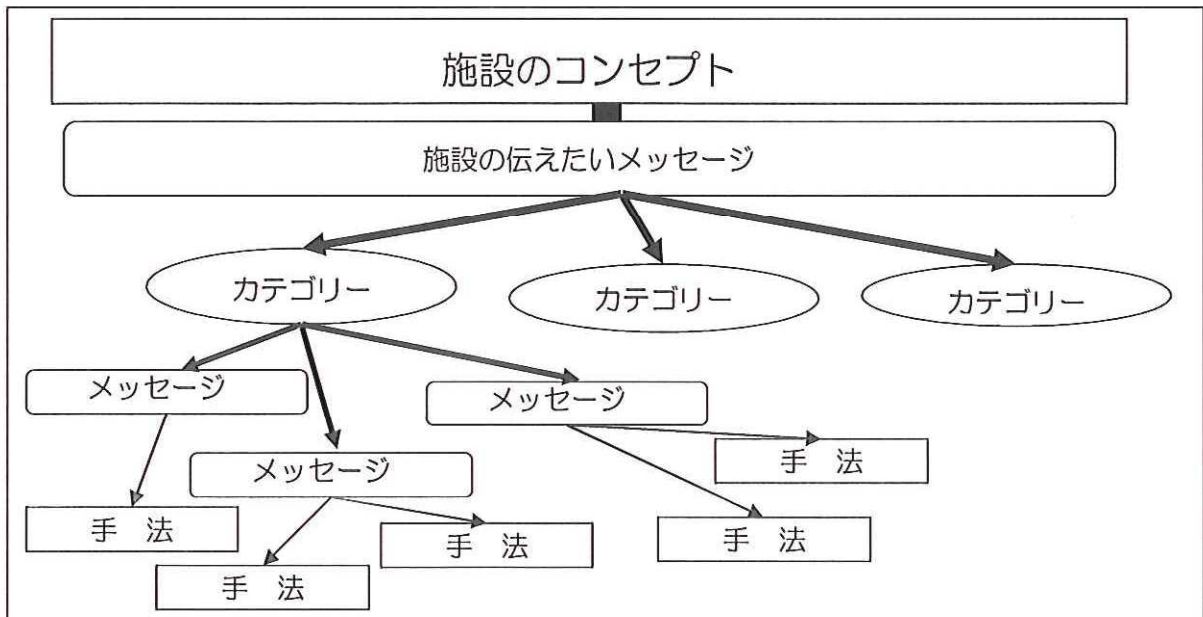 施設のコンセプト
施設の伝えたいメッセージ
カテゴリー
カテゴリー
カテゴリー
メッセージ
メッセージ
メッセージ
手　法
手　法
手　法
手　法
手　法